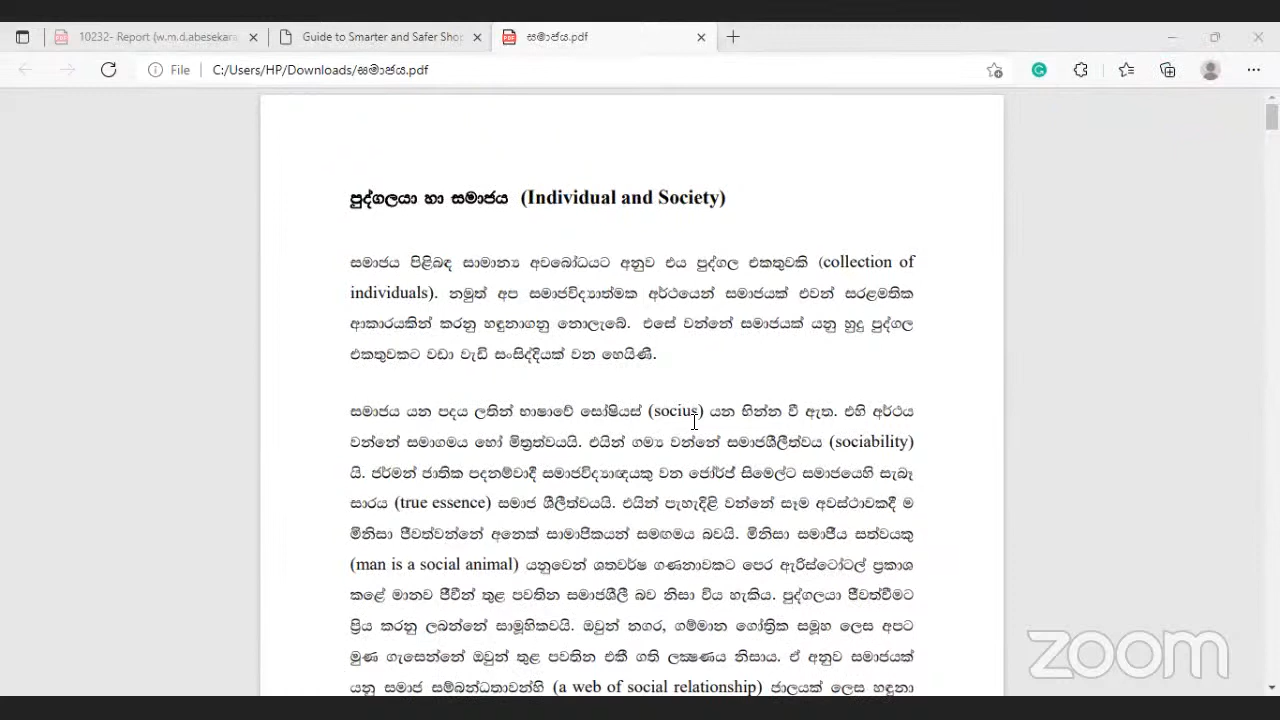 10232- Report (w.m.d.abesekara
Guide to Smarter and Safer Sho
සමාජය.pdf
File
C:/Users/HP/Downloads/සමාජය.pdf
පුද්ගලයා හා සමාජය (Individual and Society)
සමාජය පිළිබඳ සාමාන්‍ය අවබෝධයට අනුව එය පුද්ගල එකතුවකි (collection of
individuals). නමුත් අප සමාජවිද්‍යාත්මක අර්ථයෙන් සමාජයක් එවන් සරළමතික
ආකාරයකින් කරනු හඳුනාගනු නොලැබේ. එසේ වන්නේ සමාජයක් යනු හුදු පුද්ගල
එකතුවකට වඩා වැඩි සංසිද්දියක් වන හෙයිණී.
සමාජය යන පදය ලතින් භාෂාවේ සෝෂියස් (socius) යන භින්න වී ඇත. එහි අර්ථය
වන්නේ සමාගමය හෝ මිත්‍රත්වයයි. එයින් ගම්‍ය වන්නේ සමාජශීලීත්වය (sociability)
යි. ජර්මන් ජාතික පදනම්වාදී සමාජවිද්‍යාඥයකු වන ජෝර්ජ් සිමෙල්ට සමාජයෙහි සැබෑ
සාරය (true essence) සමාජ ශීලීත්වයයි. එයින් පැහැදිළි වන්නේ සෑම අවස්ථාවකදී ම
මිනිසා ජීවත්වන්නේ අනෙක් සාමාජිකයන් සමඟමය බවයි. මිනිසා සමාජීය සත්වයකු
(man is a social animal) යනුවෙන් ශතවර්ෂ ගණනාවකට පෙර ඇරිස්ටෝටල් ප්‍රකාශ
කළේ මානව ජීවීන් තුළ පවතින සමාජශීලී බව නිසා විය හැකිය. පුද්ගලයා ජීවත්වීමට
ප්‍රිය කරනු ලබන්නේ සාමූහිකවයි. ඔවුන් නගර, ගම්මාන ගෝත්‍රික සමූහ ලෙස අපට
මුණ ගැසෙන්නේ ඔවුන් තුළ පවතින එකී ගති ලක්‍ෂණය නිසාය. ඒ අනුව සමාජයක්
යනු සමාජ සම්බන්ධතාවන්හි (a web of social relationship) ජාලයක් ලෙස හඳුනා
zoom